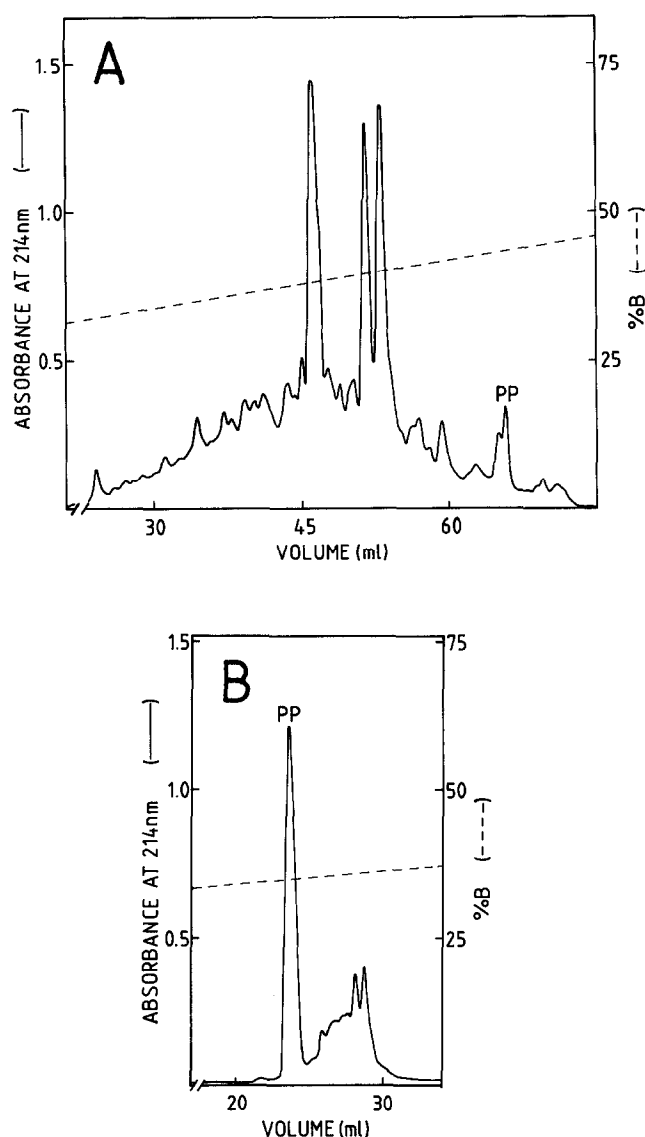 A
1.5
1.0
0.5
ABSORBANCE AT 214nm (——)
75
50
25
%B (----)
PP
30
45
60
VOLUME (ml)
B
1.5
1.0
0.5
ABSORBANCE AT 214nm (——)
75
50
25
%B (----)
PP
20
30
VOLUME (ml)